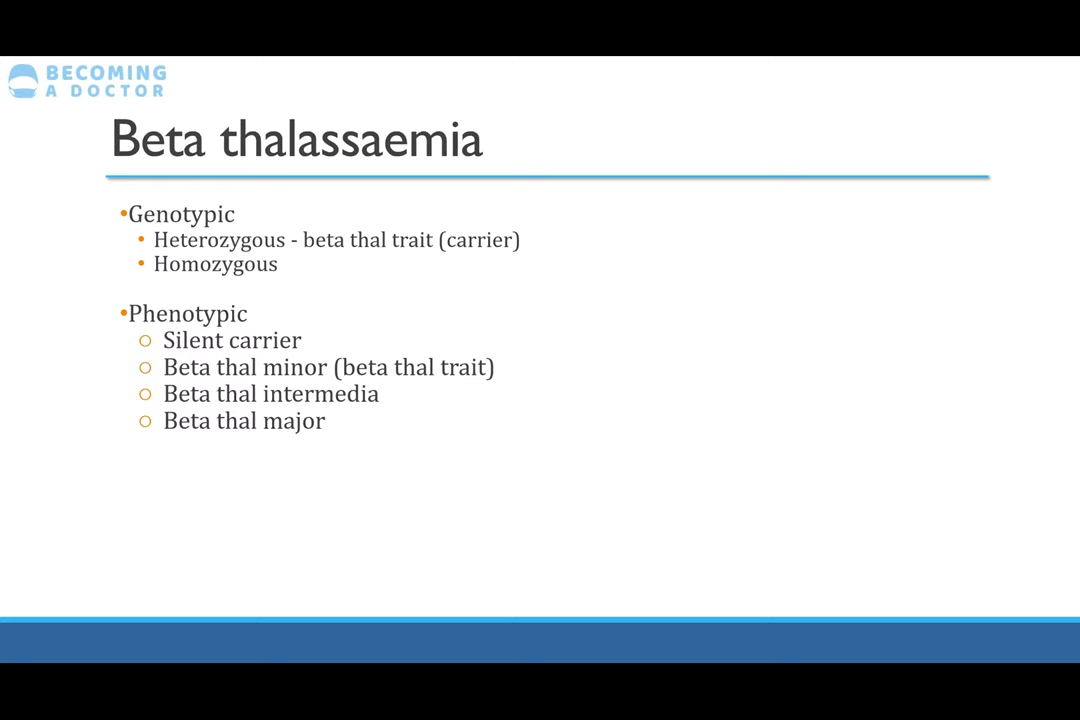 BECOMING
A DOCTOR
Beta thalassaemia
•Genotypic
• Heterozygous - beta thal trait (carrier)
• Homozygous
•Phenotypic
○ Silent carrier
○ Beta thal minor (beta thal trait)
○ Beta thal intermedia
○ Beta thal major